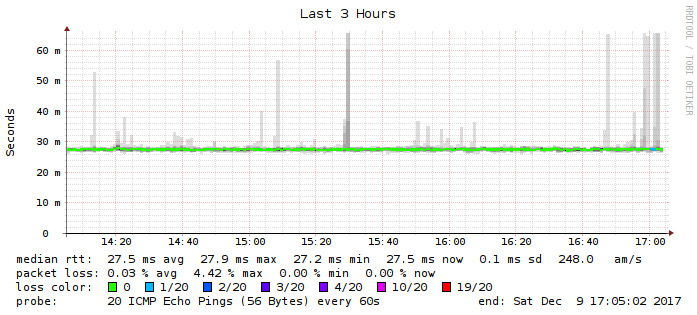 Last 3 Hours
RRDTOOL / TOBI OETIKER
Seconds
60 m
50 m
40 m
30 m
20 m
10 m
0
14:20 14:40 15:00 15:20 15:40 16:00 16:20 16:40 17:00
median rtt: 27.5 ms avg 27.9 ms max 27.2 ms min 27.5 ms now 0.1 ms sd 248.0 am/s
packet loss: 0.03 % avg 4.42 % max 0.00 % min 0.00 % now
loss color: 0 1/20 2/20 3/20 4/20 10/20 19/20
probe: 20 ICMP Echo Pings (56 Bytes) every 60s end: Sat Dec 9 17:05:02 2017